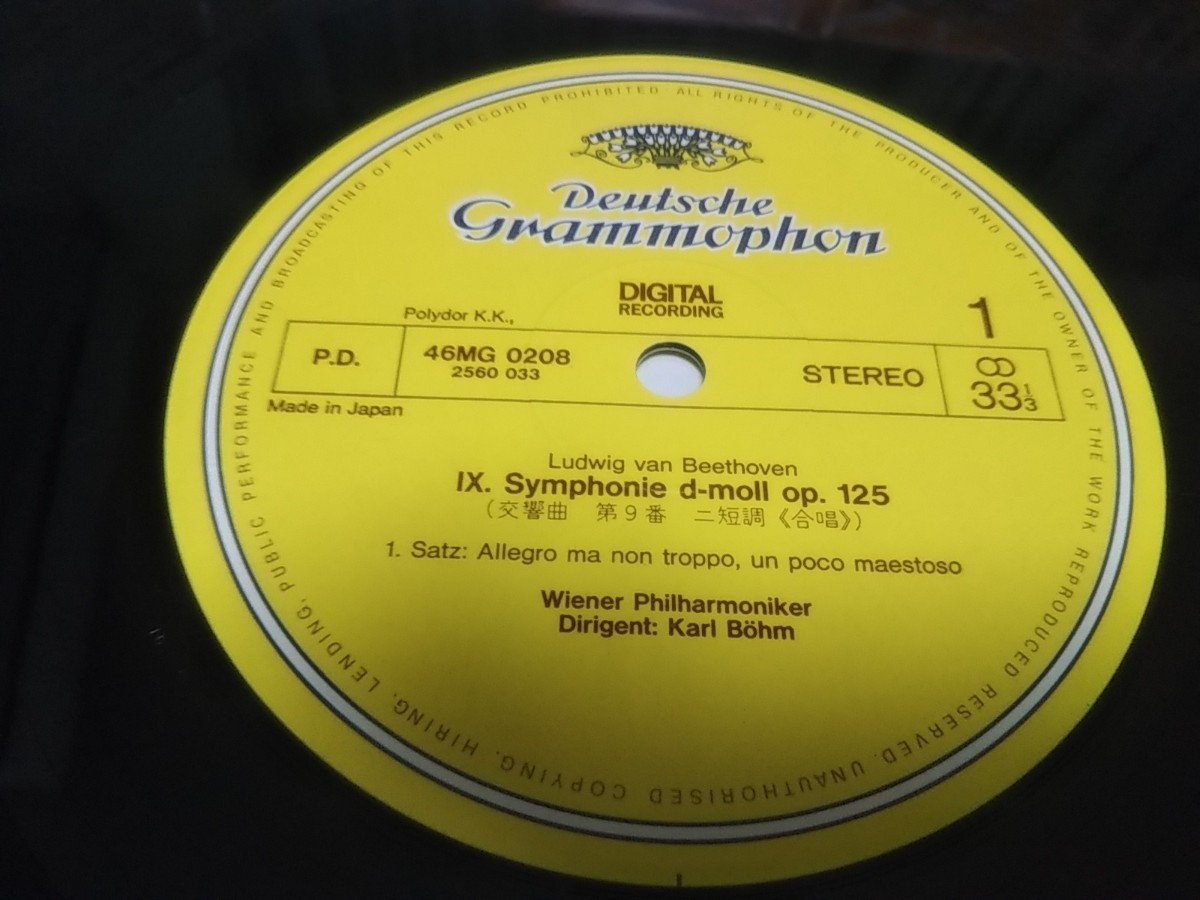 ALL RIGHTS OF THE PRODUCER AND OF THE OWNER OF THE WORK REPRODUCED RESERVED. UNAUTHORISED COPYING, HIRING, LENDING, PUBLIC PERFORMANCE AND BROADCASTING OF THIS RECORD PROHIBITED
Deutsche
Grammophon
DIGITAL
RECORDING
1
Polydor K.K.,
P.D.
46MG 0208
2560 033
STEREO
33⅓
Made in Japan
Ludwig van Beethoven
IX. Symphonie d-moll op. 125
(交響曲 第9番 ニ短調《合唱》)
1. Satz: Allegro ma non troppo, un poco maestoso
Wiener Philharmoniker
Dirigent: Karl Böhm